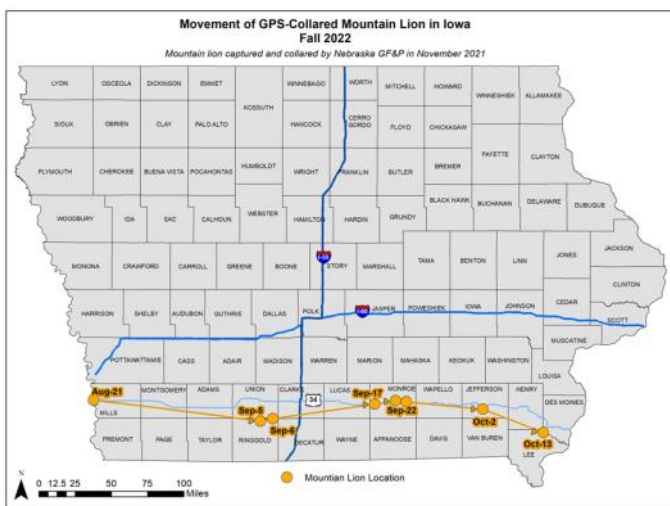 Movement of GPS-Collared Mountain Lion in Iowa
Fall 2022
Mountain lion captured and collared by Nebraska GF&P in November 2021
LYON OSCEOLA DICKINSON EMMET WINNEBAGO WORTH MITCHELL HOWARD WINNESHIEK ALLAMAKEE
KOSSUTH
SIOUX OBRIEN CLAY PALO ALTO HANCOCK CERRO GORDO FLOYD CHICKASAW
FAYETTE CLAYTON
PLYMOUTH CHEROKEE BUENA VISTA POCAHONTAS HUMBOLDT WRIGHT FRANKLIN BUTLER BREMER
BLACK HAWK BUCHANAN DELAWARE DUBUQUE
WOODBURY IDA SAC CALHOUN WEBSTER HAMILTON HARDIN GRUNDY
JONES JACKSON
MONONA CRAWFORD CARROLL GREENE BOONE I-35 STORY MARSHALL TAMA BENTON LINN
CLINTON
CEDAR
HARRISON SHELBY AUDUBON GUTHRIE DALLAS POLK I-80 JASPER POWESHIEK IOWA JOHNSON SCOTT
MUSCATINE
POTTAWATTAMIE CASS ADAIR MADISON WARREN MARION MAHASKA KEOKUK WASHINGTON
LOUISA
Aug-21 MONTGOMERY ADAMS UNION CLARKE 34 LUCAS Sep-17 MONROE WAPELLO JEFFERSON HENRY
MILLS Sep-5 Sep-22 DES MOINES
Sep-6 Oct-2
FREMONT PAGE TAYLOR RINGGOLD DECATUR WAYNE APPANOOSE DAVIS VAN BUREN Oct-13
LEE
N
0 12.5 25 50 75 100
Miles
Mountian Lion Location